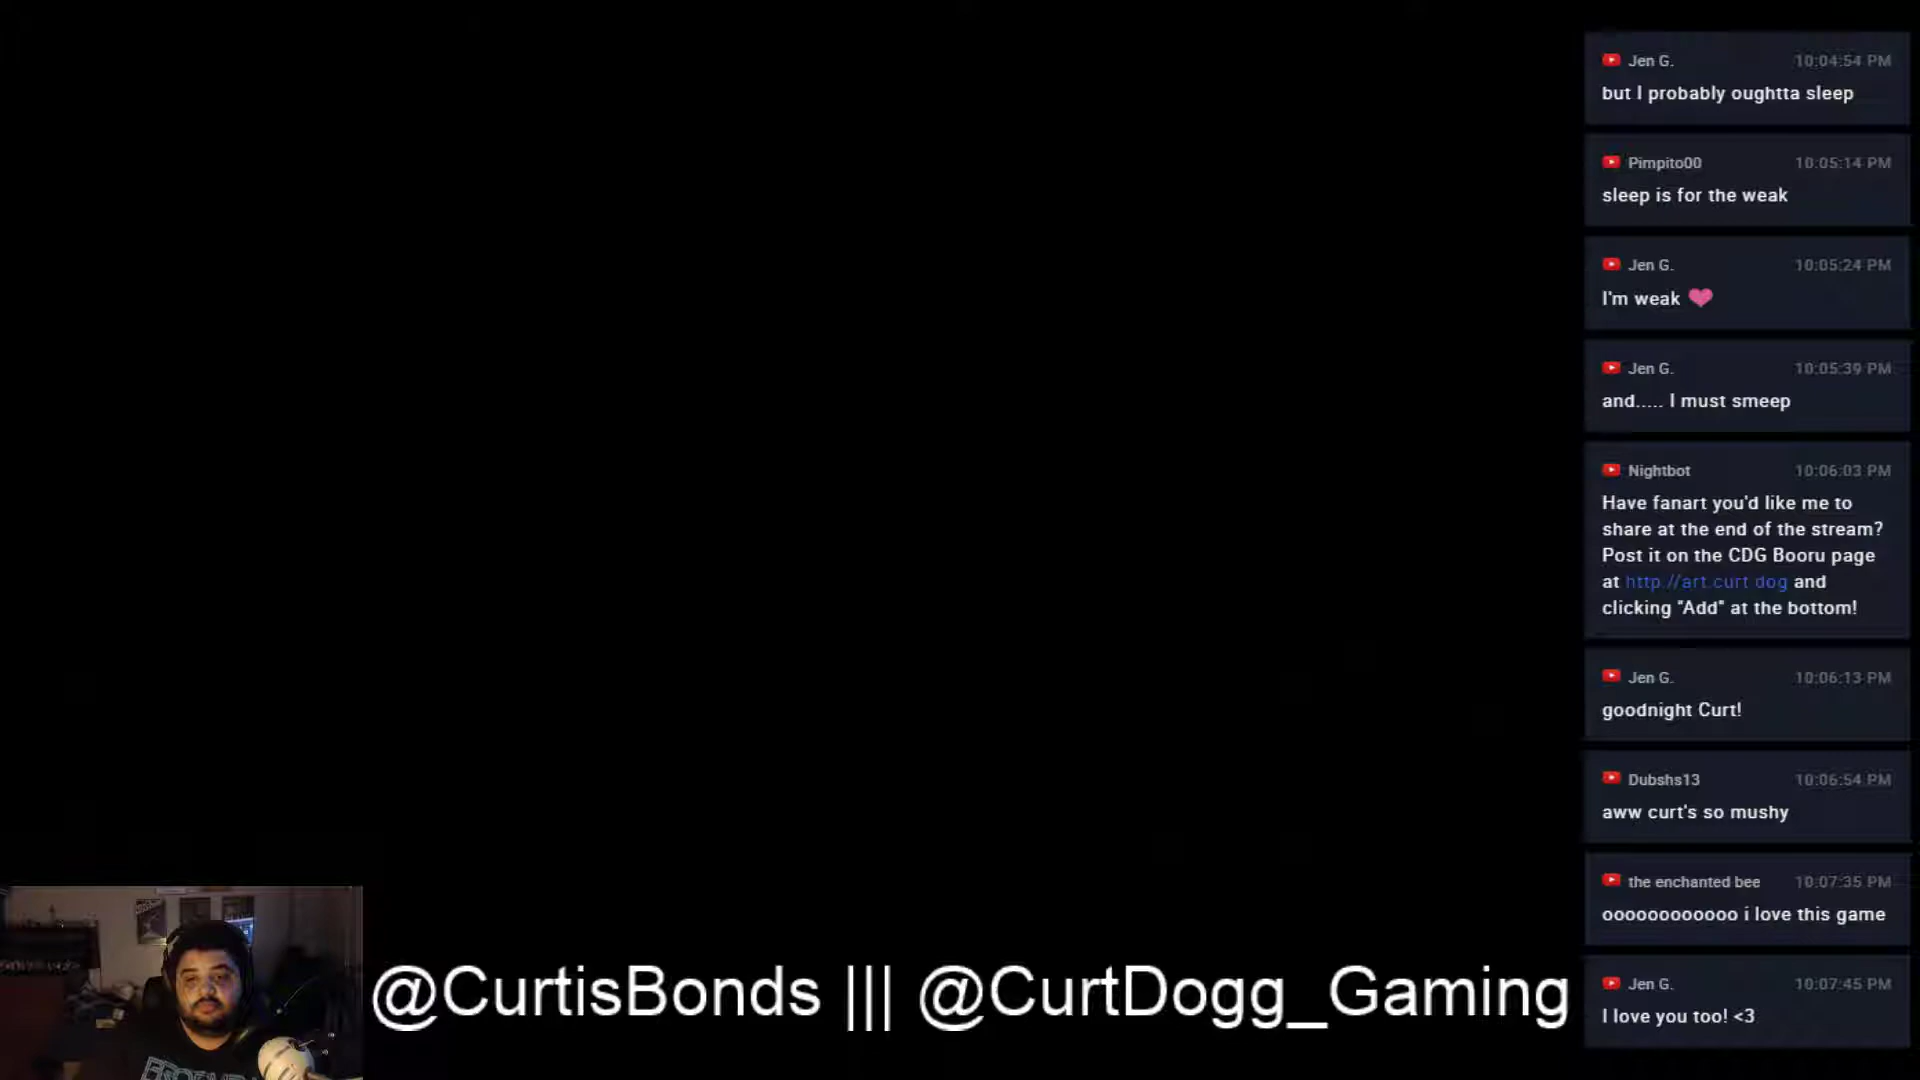 Jen G. 10:04:54 PM
but I probably oughtta sleep
Pimpito00 10:05:14 PM
sleep is for the weak
Jen G. 10:05:24 PM
I'm weak
Jen G. 10:05:39 PM
and..... I must smeep
Nightbot 10:06:03 PM
Have fanart you'd like me to
share at the end of the stream?
Post it on the CDG Booru page
at http://art.curt.dog and
clicking "Add" at the bottom!
Jen G. 10:06:13 PM
goodnight Curt!
Dubshs13 10:06:54 PM
aww curt's so mushy
the enchanted bee 10:07:35 PM
oooooooooooo i love this game
Jen G. 10:07:45 PM
I love you too! <3
@CurtisBonds ||| @CurtDogg_Gaming